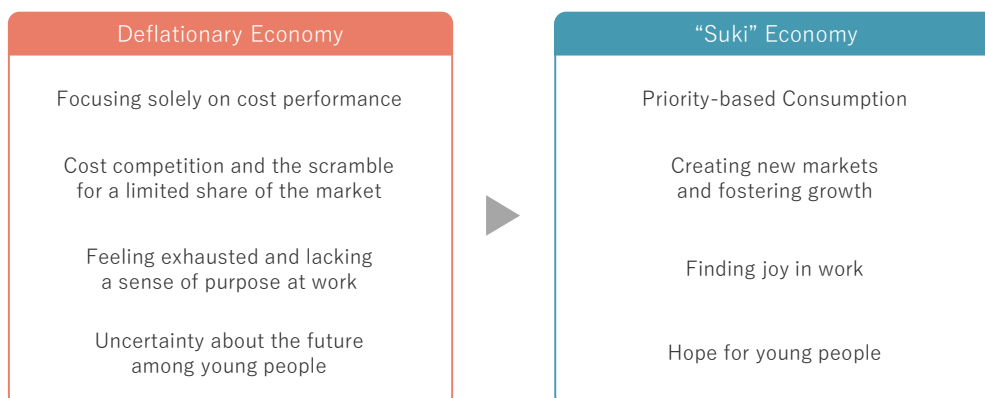 Deflationary Economy
Focusing solely on cost performance
Cost competition and the scramble
for a limited share of the market
Feeling exhausted and lacking
a sense of purpose at work
Uncertainty about the future
among young people
“Suki” Economy
Priority-based Consumption
Creating new markets
and fostering growth
Finding joy in work
Hope for young people